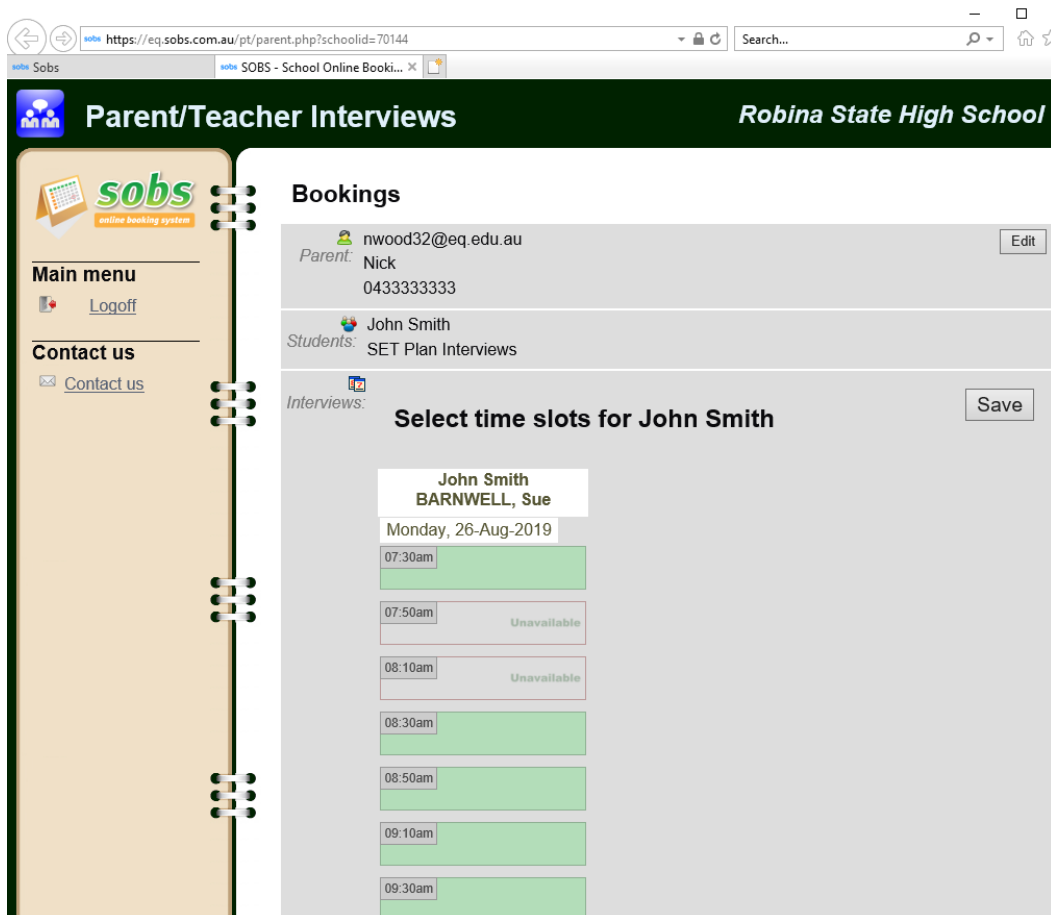 https://eq.sobs.com.au/pt/parent.php?schoolid=70144
Search...
sobs Sobs
sobs SOBS - School Online Booki...
Parent/Teacher Interviews
Robina State High School
sobs
online booking system
Main menu
Logoff
Contact us
Contact us
Bookings
Parent:
nwood32@eq.edu.au
Nick
0433333333
Edit
Students:
John Smith
SET Plan Interviews
Interviews:
Select time slots for John Smith
Save
John Smith
BARNWELL, Sue
Monday, 26-Aug-2019
07:30am
07:50am Unavailable
08:10am Unavailable
08:30am
08:50am
09:10am
09:30am